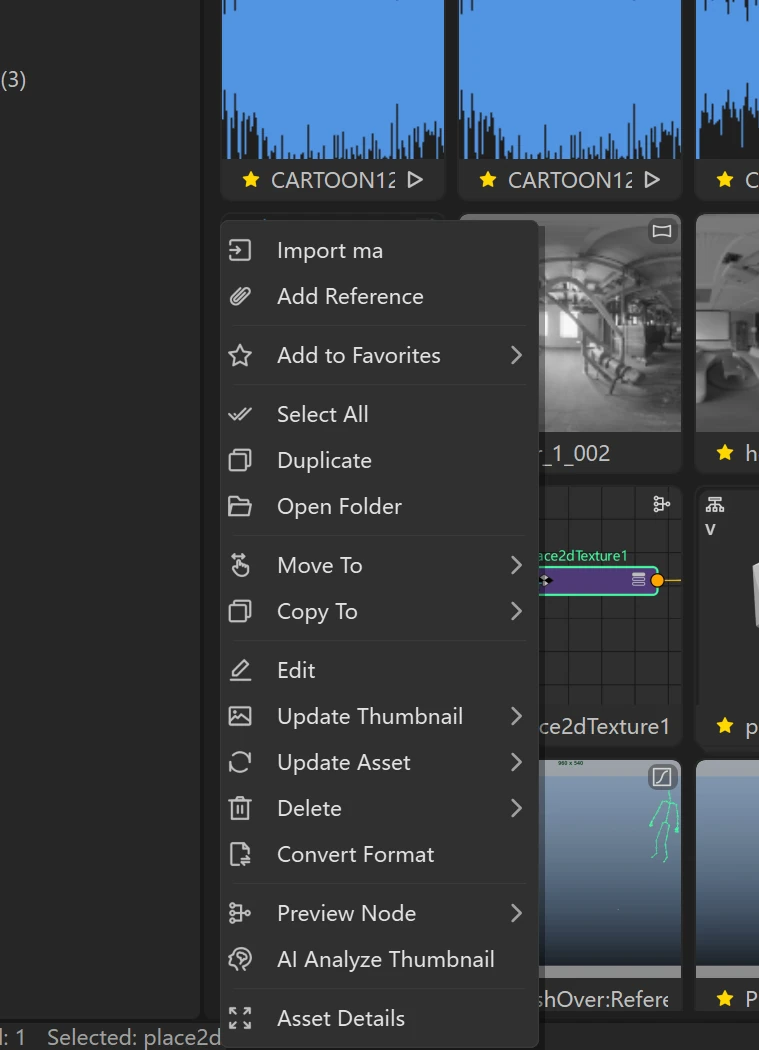 (3)
CARTOON12
CARTOON12
C
Import ma
Add Reference
Add to Favorites
Select All
Duplicate
Open Folder
Move To
Copy To
Edit
Update Thumbnail
Update Asset
Delete
Convert Format
Preview Node
AI Analyze Thumbnail
Asset Details
r_1_002
h
ace2dTexture1
V
ce2dTexture1
p
960 x 540
shOver:Refere
P
: 1
Selected: place2d